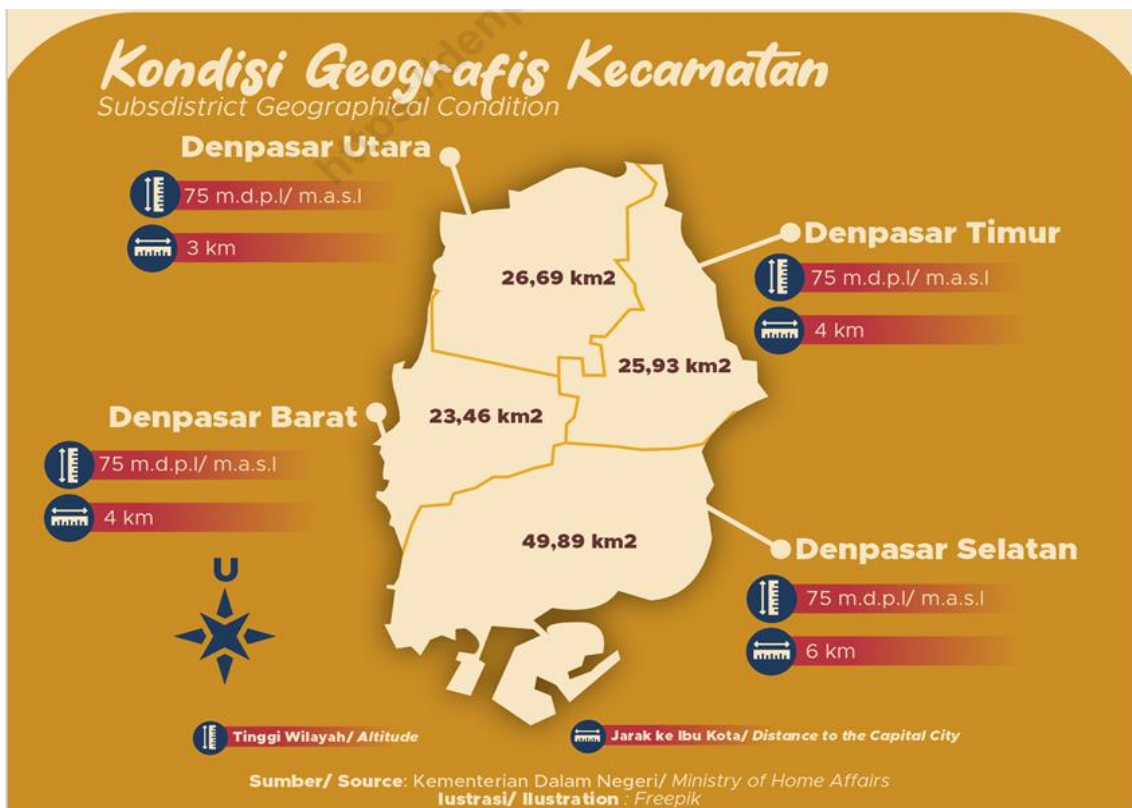 Kondisi Geografis Kecamatan
Subsdistrict Geographical Condition
Denpasar Utara
75 m.d.p.l/ m.a.s.l
3 km
Denpasar Timur
75 m.d.p.l/ m.a.s.l
4 km
26,69 km2
25,93 km2
Denpasar Barat
75 m.d.p.l/ m.a.s.l
4 km
23,46 km2
49,89 km2
Denpasar Selatan
75 m.d.p.l/ m.a.s.l
6 km
U
Tinggi Wilayah/ Altitude
Jarak ke Ibu Kota/ Distance to the Capital City
Sumber/ Source: Kementerian Dalam Negeri/ Ministry of Home Affairs
Iustrasi/ Ilustration : Freepik